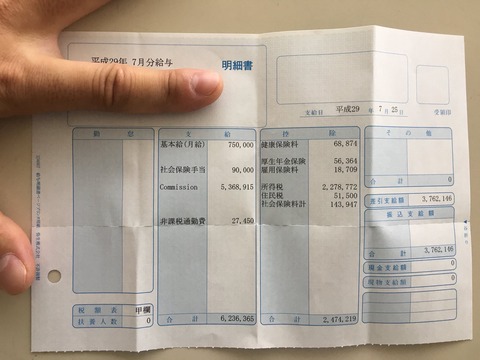 平成29年 7月分給与
明細書
支給日 平成29 年 7 月 25 日
受領印
勤怠
支給
控除
その他
基本給(月給) 750,000
健康保険料 68,874
厚生年金保険 56,364
社会保険手当 90,000
雇用保険料 18,709
Commission 5,368,915
所得税 2,278,772
住民税 51,500
社会保険料計 143,947
非課税通勤費 27,450
合計 0
差引支給額 3,762,146
振込支給額
合計 3,762,146
現金支給額 0
現物支給額 0
税額表 甲欄
扶養人数 0
合計 6,236,365
合計 2,474,219